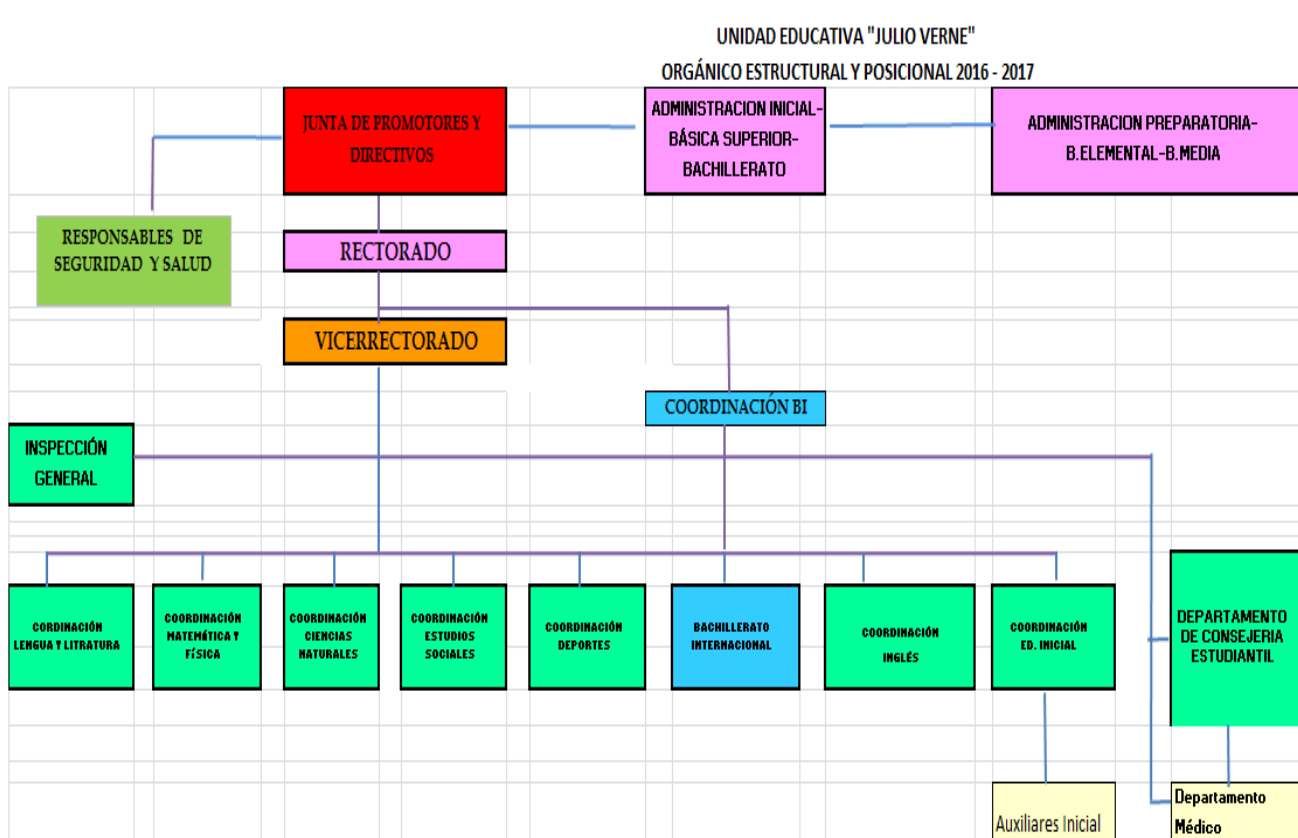 UNIDAD EDUCATIVA "JULIO VERNE"
ORGÁNICO ESTRUCTURAL Y POSICIONAL 2016 - 2017
JUNTA DE PROMOTORES Y
DIRECTIVOS
ADMINISTRACION INICIAL-
BÁSICA SUPERIOR-
BACHILLERATO
ADMINISTRACION PREPARATORIA-
B.ELEMENTAL-B.MEDIA
RESPONSABLES DE
SEGURIDAD Y SALUD
RECTORADO
VICERRECTORADO
COORDINACIÓN BI
INSPECCIÓN
GENERAL
CORDINACIÓN
LENGUA Y LITRATURA
COORDINACIÓN
MATEMÁTICA Y
FÍSICA
COORDINACIÓN
CIENCIAS
NATURALES
COORDINACIÓN
ESTUDIOS
SOCIALES
COORDINACIÓN
DEPORTES
BACHILLERATO
INTERNACIONAL
COORDINACIÓN
INGLÉS
COORDINACIÓN
ED. INICIAL
DEPARTAMENTO
DE CONSEJERIA
ESTUDIANTIL
Auxiliares Inicial
Departamento
Médico